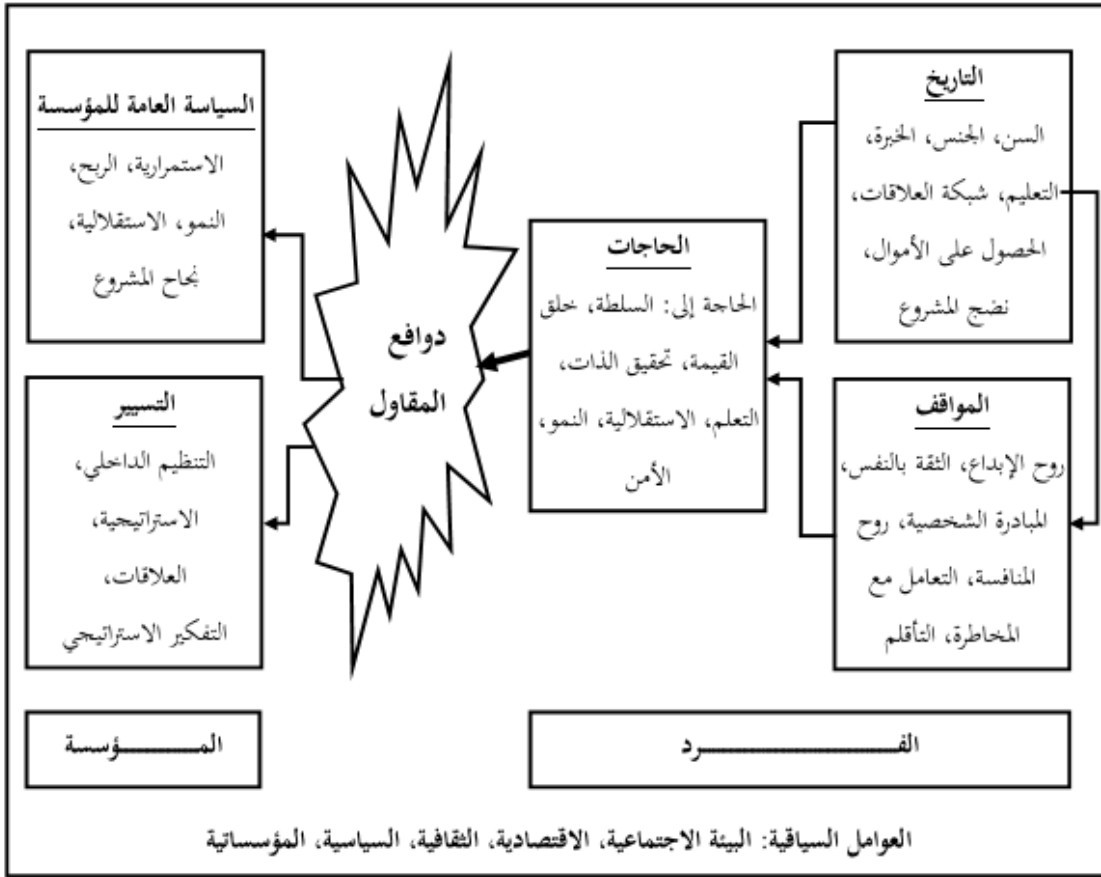 التاريخ
السن، الجنس، الخبرة،
التعليم، شبكة العلاقات،
الحصول على الأموال،
نضج المشروع
المواقف
روح الإبداع، الثقة بالنفس،
المبادرة الشخصية، روح
المنافسة، التعامل مع
المخاطرة، التأقلم
الحاجات
الحاجة إلى: السلطة، خلق
القيمة، تحقيق الذات،
التعلم، الاستقلالية، النمو،
الأمن
دوافع
المقاول
السياسة العامة للمؤسسة
الاستمرارية، الربح،
النمو، الاستقلالية،
نجاح المشروع
التسيير
التنظيم الداخلي،
الاستراتيجية،
العلاقات،
التفكير الاستراتيجي
الفـــــــــــــــــــــرد
المـــــــــــؤسسة
العوامل السياقية: البيئة الاجتماعية، الاقتصادية، الثقافية، السياسية، المؤسساتية